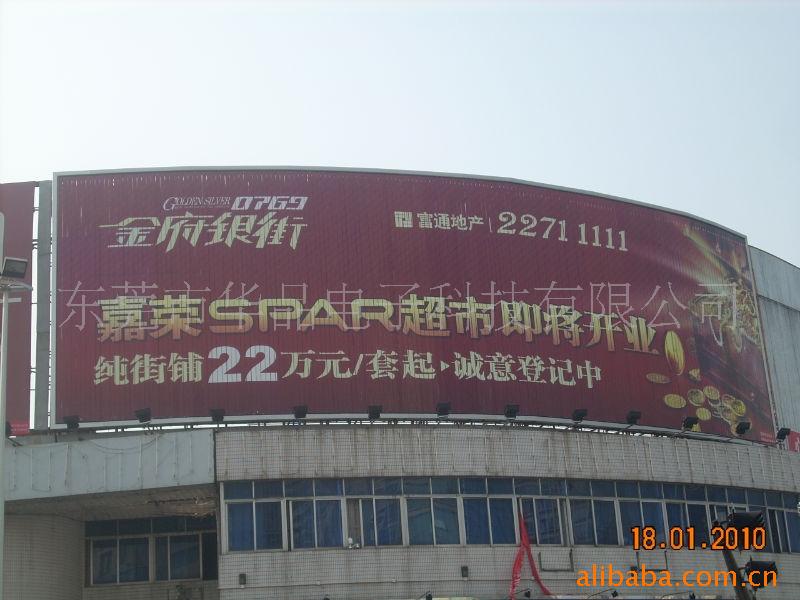 GOLDEN SILVER 0769
金府银街
富通地产 2271 1111
嘉荣SPAR超市即将开业
东莞市华品电子科技有限公司
纯街铺22万元/套起▶诚意登记中
18.01.2010
alibaba.com.cn